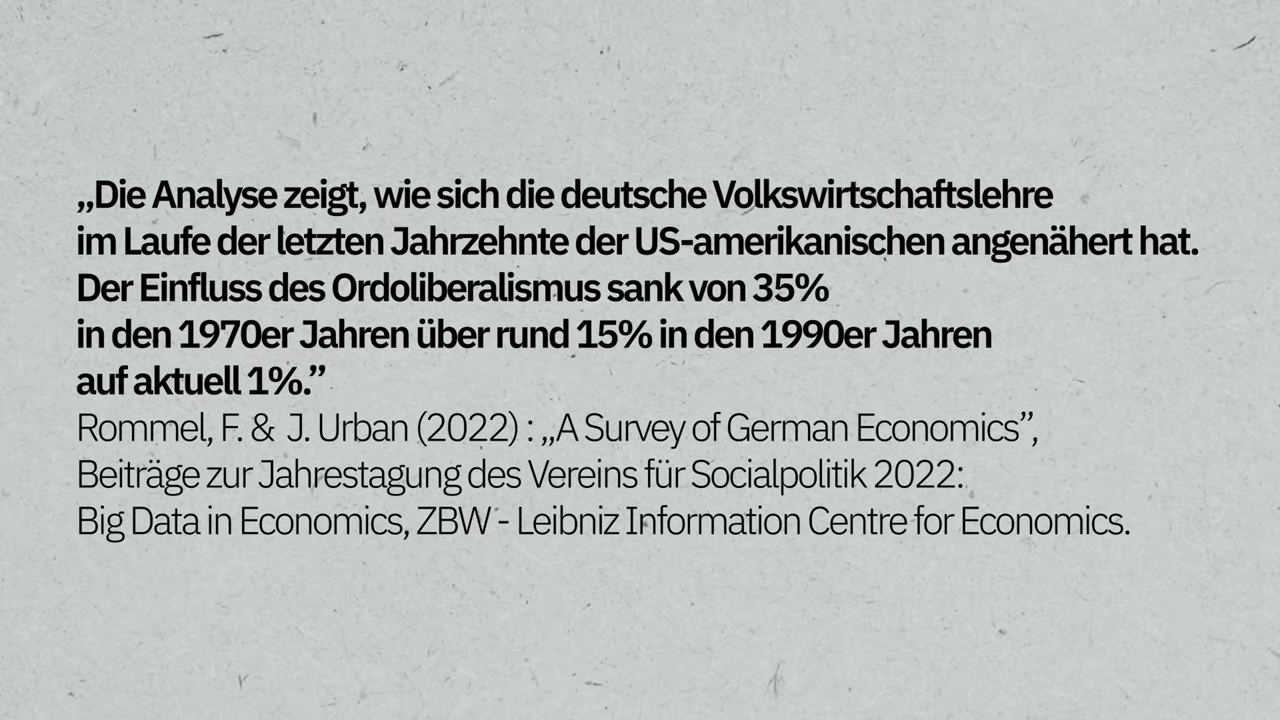 „Die Analyse zeigt, wie sich die deutsche Volkswirtschaftslehre
im Laufe der letzten Jahrzehnte der US-amerikanischen angenähert hat.
Der Einfluss des Ordoliberalismus sank von 35%
in den 1970er Jahren über rund 15% in den 1990er Jahren
auf aktuell 1%.”
Rommel, F. & J. Urban (2022) : „A Survey of German Economics”,
Beiträge zur Jahrestagung des Vereins für Socialpolitik 2022:
Big Data in Economics, ZBW - Leibniz Information Centre for Economics.